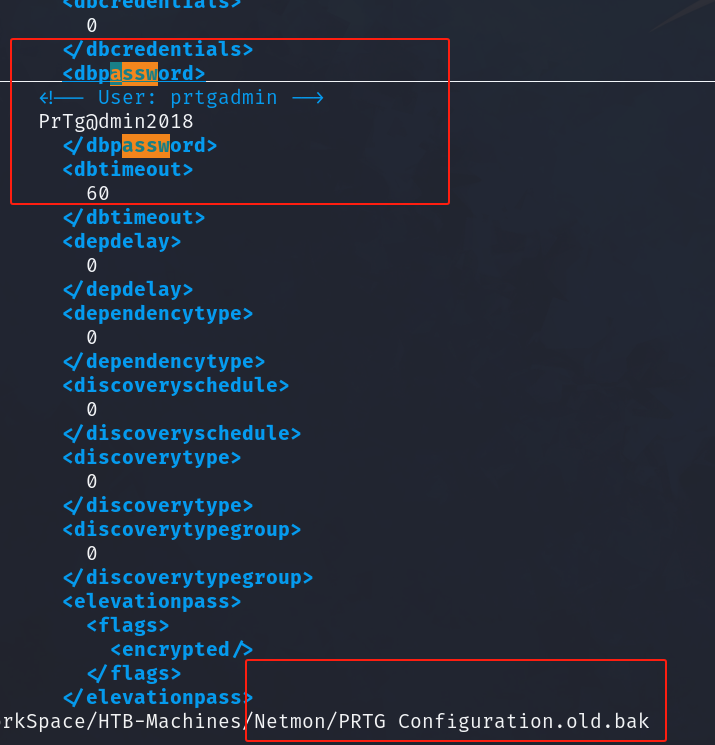 <dbcredentials>
0
</dbcredentials>
<dbpassword>
<!-- User: prtgadmin -->
PrTg@dmin2018
</dbpassword>
<dbtimeout>
60
</dbtimeout>
<depdelay>
0
</depdelay>
<dependencytype>
0
</dependencytype>
<discoveryschedule>
0
</discoveryschedule>
<discoverytype>
0
</discoverytype>
<discoverytypegroup>
0
</discoverytypegroup>
<elevationpass>
<flags>
<encrypted/>
</flags>
</elevationpass>
rkSpace/HTB-Machines/Netmon/PRTG Configuration.old.bak